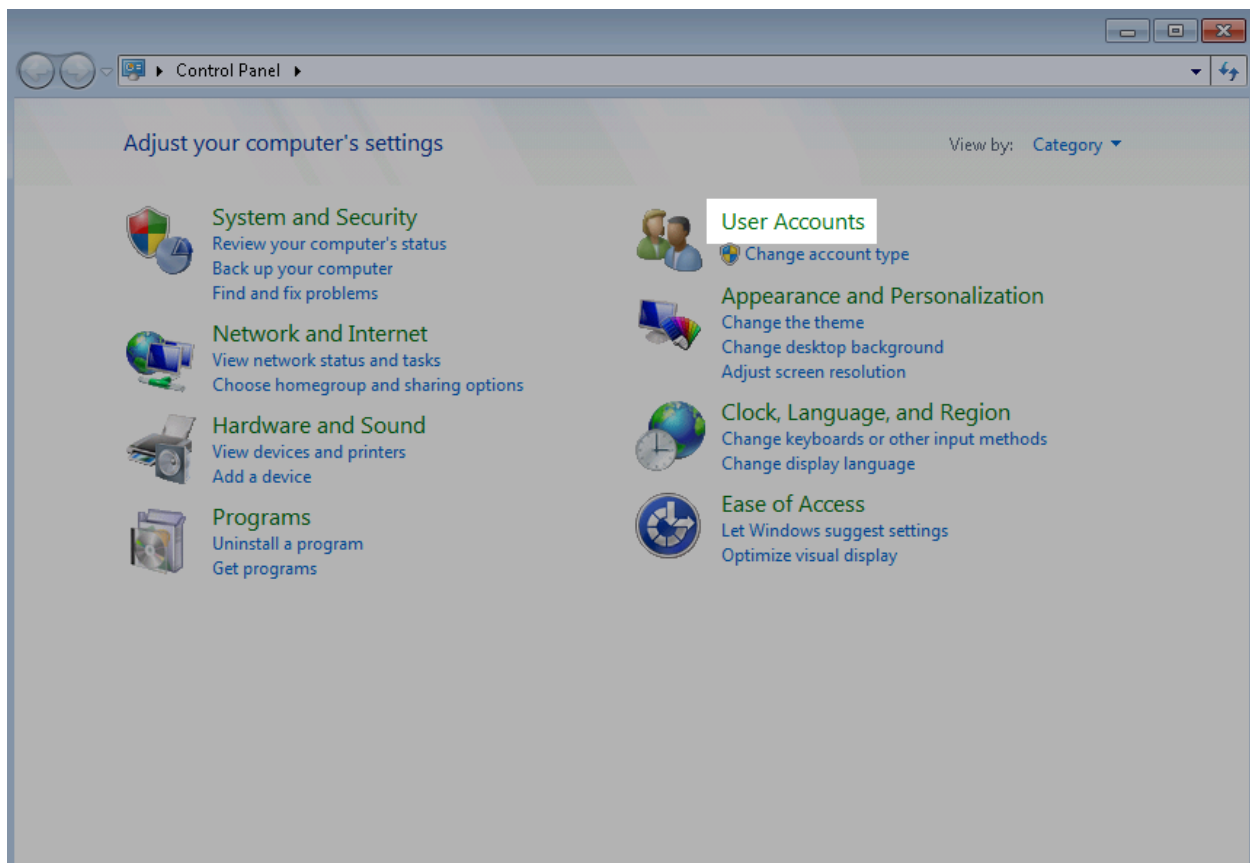 Control Panel
Adjust your computer's settings
View by: Category
System and Security
Review your computer's status
Back up your computer
Find and fix problems
Network and Internet
View network status and tasks
Choose homegroup and sharing options
Hardware and Sound
View devices and printers
Add a device
Programs
Uninstall a program
Get programs
User Accounts
Change account type
Appearance and Personalization
Change the theme
Change desktop background
Adjust screen resolution
Clock, Language, and Region
Change keyboards or other input methods
Change display language
Ease of Access
Let Windows suggest settings
Optimize visual display